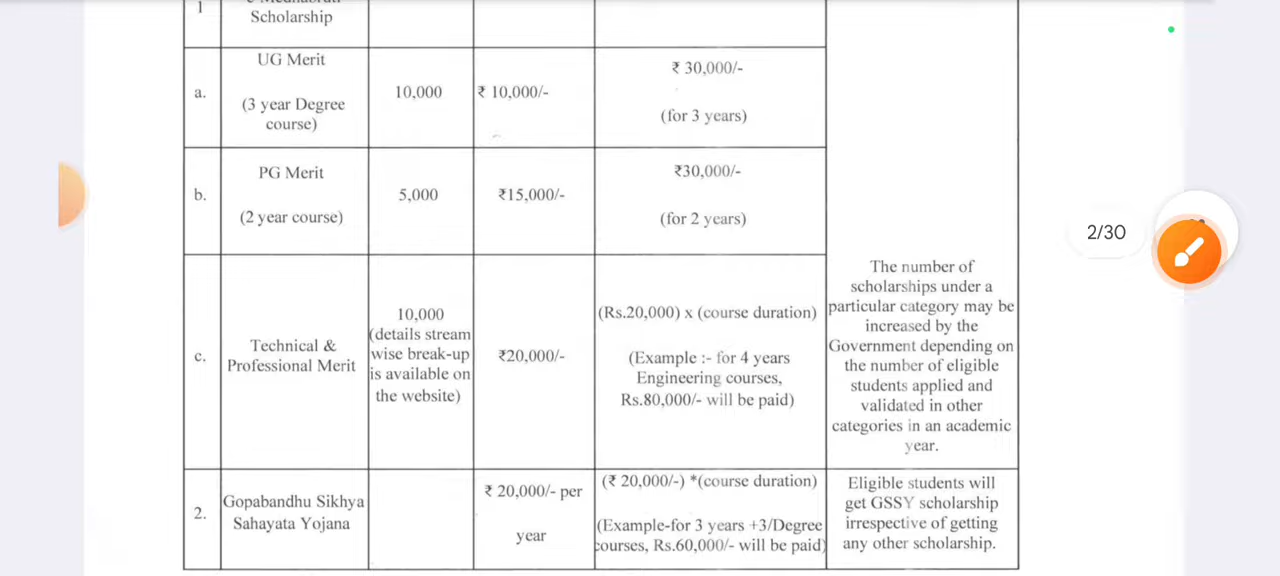 1
Scholarship
a.
UG Merit
(3 year Degree
course)
10,000
₹ 10,000/-
₹ 30,000/-
(for 3 years)
b.
PG Merit
(2 year course)
5,000
₹15,000/-
₹30,000/-
(for 2 years)
c.
Technical &
Professional Merit
10,000
(details stream
wise break-up
is available on
the website)
₹20,000/-
(Rs.20,000) x (course duration)
(Example :- for 4 years
Engineering courses,
Rs.80,000/- will be paid)
The number of
scholarships under a
particular category may be
increased by the
Government depending on
the number of eligible
students applied and
validated in other
categories in an academic
year.
2.
Gopabandhu Sikhya
Sahayata Yojana
₹ 20,000/- per
year
(₹ 20,000/-) *(course duration)
(Example-for 3 years +3/Degree
courses, Rs.60,000/- will be paid)
Eligible students will
get GSSY scholarship
irrespective of getting
any other scholarship.
2/30